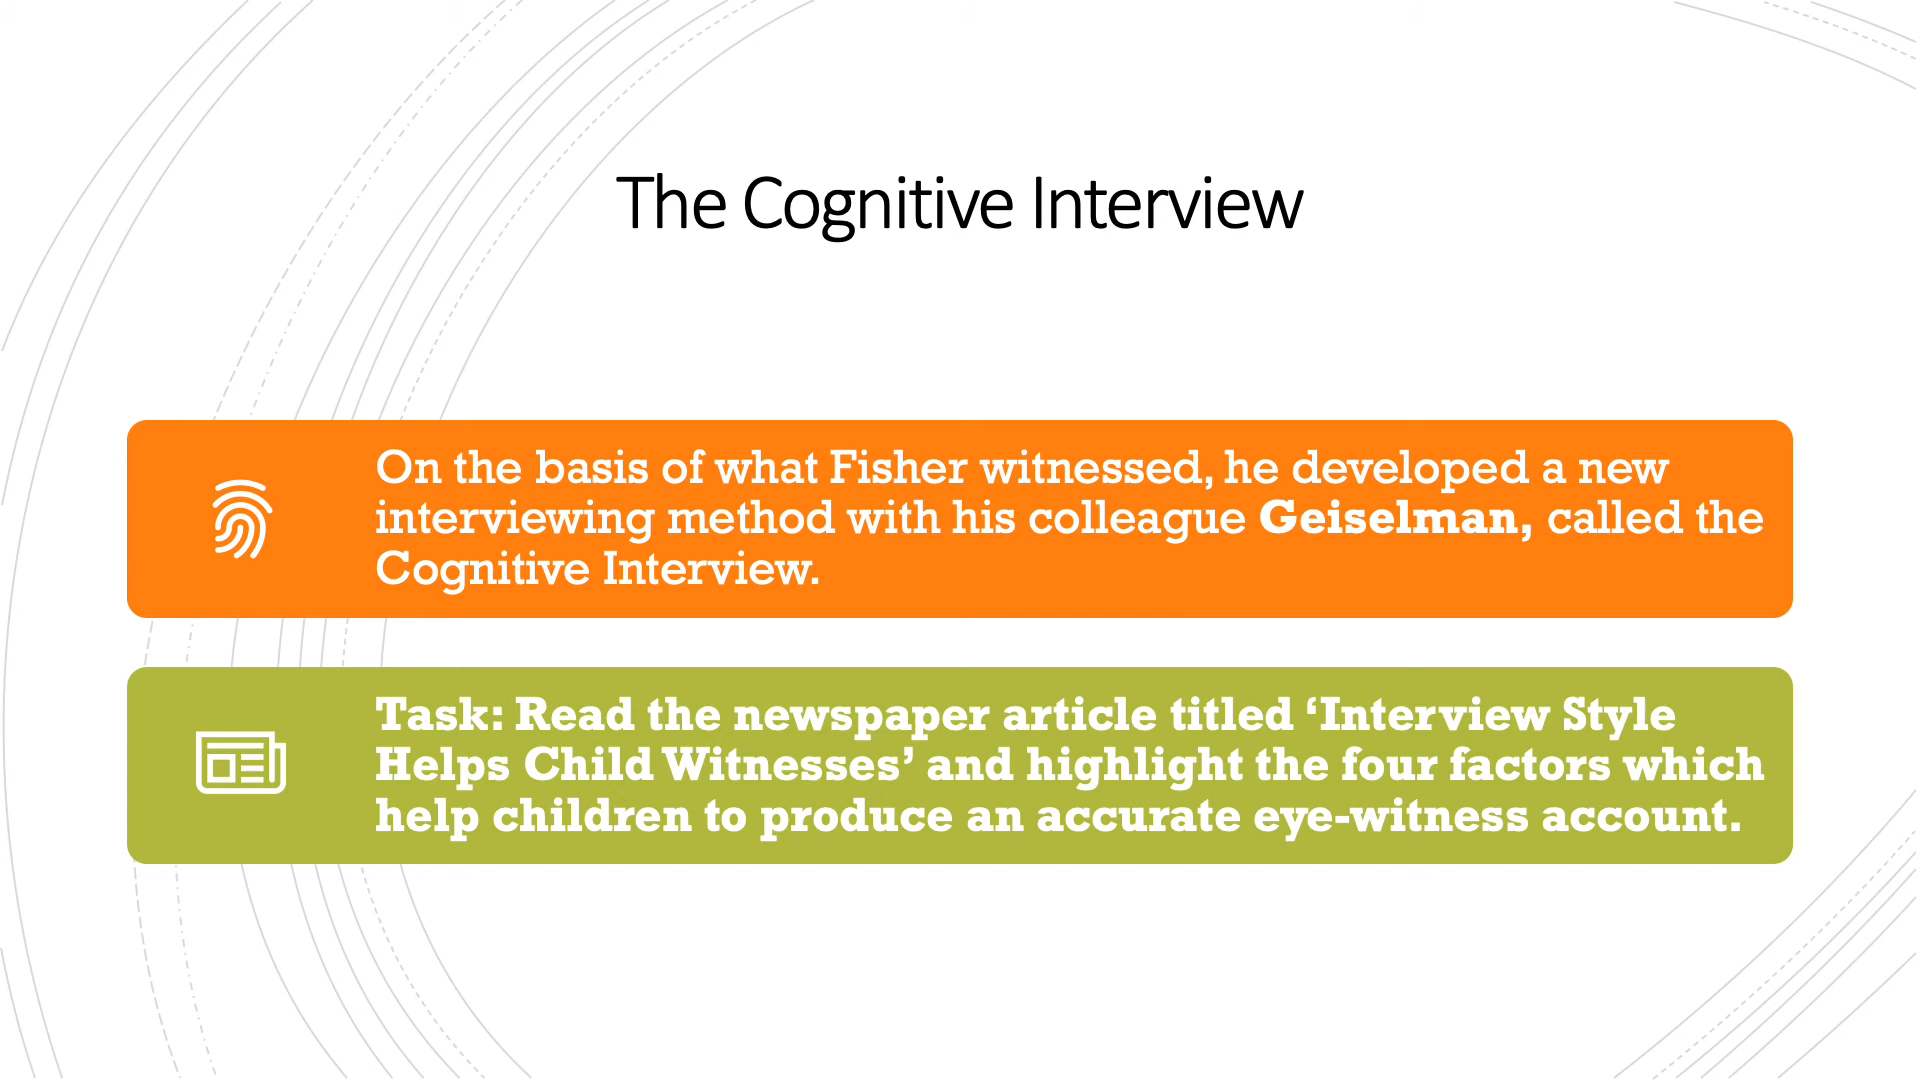 The Cognitive Interview
On the basis of what Fisher witnessed, he developed a new
interviewing method with his colleague Geiselman, called the
Cognitive Interview.
Task: Read the newspaper article titled ‘Interview Style
Helps Child Witnesses’ and highlight the four factors which
help children to produce an accurate eye-witness account.